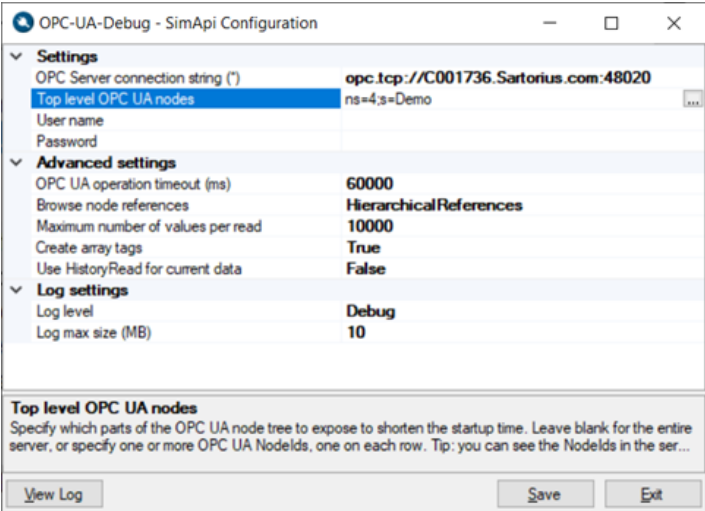 OPC-UA-Debug - SimApi Configuration
Settings
OPC Server connection string (*) opc.tcp://C001736.Sartorius.com:48020
Top level OPC UA nodes ns=4;s=Demo ...
User name
Password
Advanced settings
OPC UA operation timeout (ms) 60000
Browse node references HierarchicalReferences
Maximum number of values per read 10000
Create array tags True
Use HistoryRead for current data False
Log settings
Log level Debug
Log max size (MB) 10
Top level OPC UA nodes
Specify which parts of the OPC UA node tree to expose to shorten the startup time. Leave blank for the entire
server, or specify one or more OPC UA NodeIds, one on each row. Tip: you can see the NodeIds in the ser...
View Log Save Exit